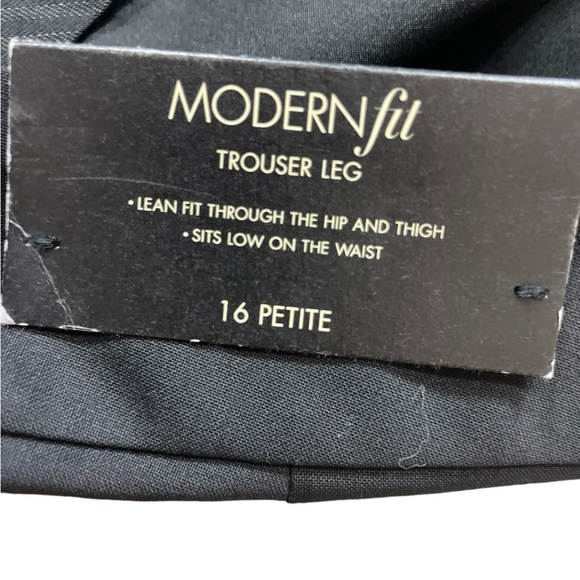 MODERNfit
TROUSER LEG
• LEAN FIT THROUGH THE HIP AND THIGH
• SITS LOW ON THE WAIST
16 PETITE